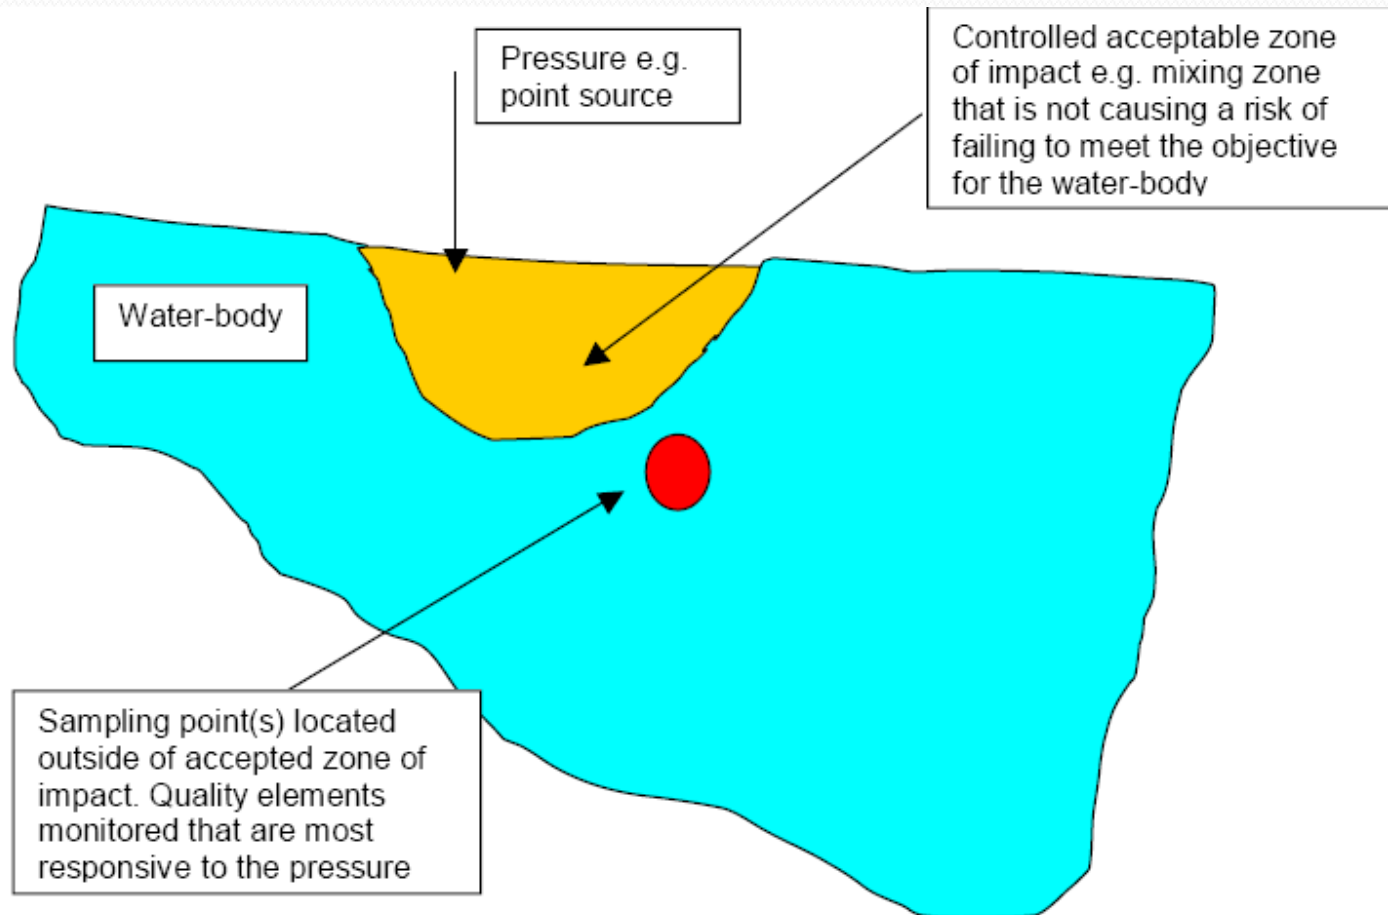 Pressure e.g.
point source
Controlled acceptable zone
of impact e.g. mixing zone
that is not causing a risk of
failing to meet the objective
for the water-body
Water-body
Sampling point(s) located
outside of accepted zone of
impact. Quality elements
monitored that are most
responsive to the pressure